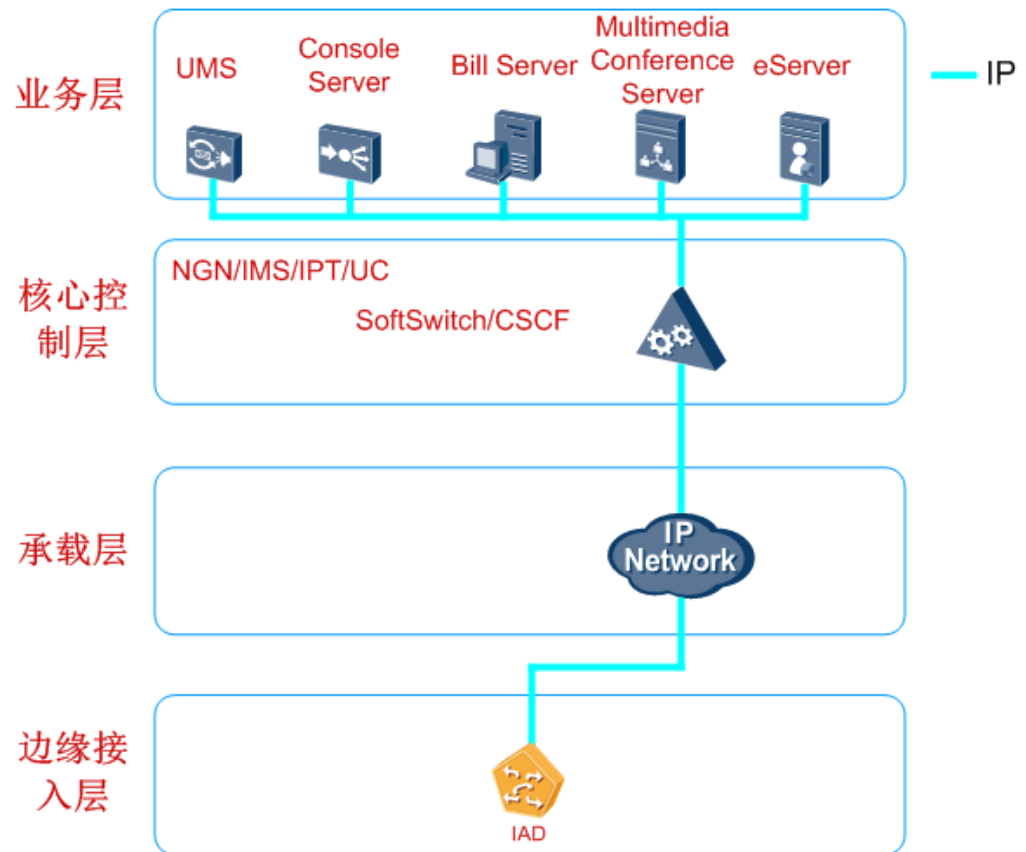 业务层
UMS
Console
Server
Bill Server
Multimedia
Conference
Server
eServer
IP
核心控
制层
NGN/IMS/IPT/UC
SoftSwitch/CSCF
承载层
IP
Network
边缘接
入层
IAD